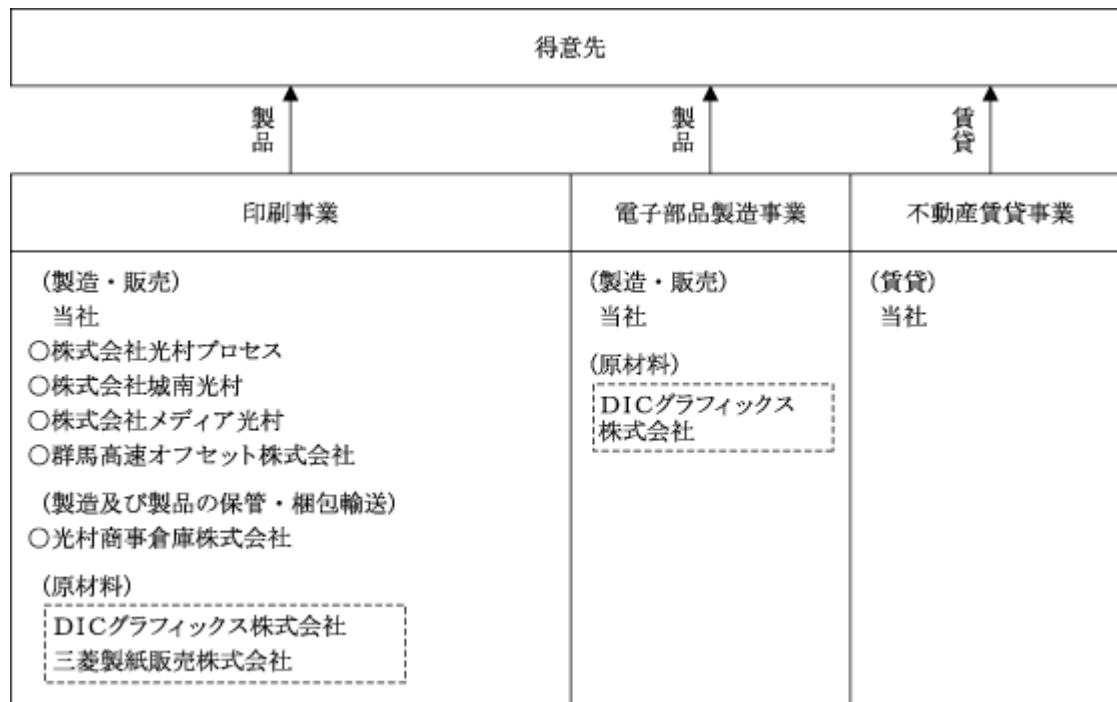 得意先
製品
製品
賃貸
印刷事業
電子部品製造事業
不動産賃貸事業
(製造・販売)
当社
○株式会社光村プロセス
○株式会社城南光村
○株式会社メディア光村
○群馬高速オフセット株式会社
(製造及び製品の保管・梱包輸送)
○光村商事倉庫株式会社
(原材料)
DICグラフィックス株式会社
三菱製紙販売株式会社
(製造・販売)
当社
(原材料)
DICグラフィックス
株式会社
(賃貸)
当社